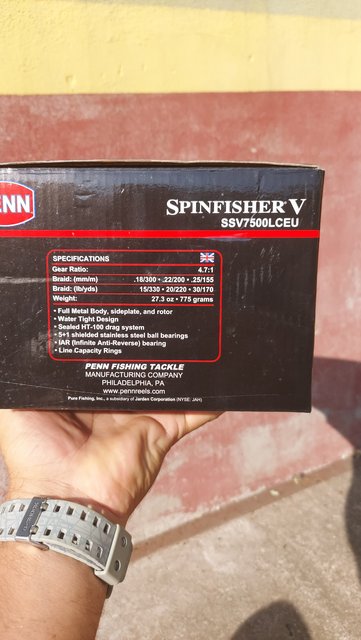 PENN
SPINFISHER V
SSV7500LCEU
SPECIFICATIONS
Gear Ratio: 4.7:1
Braid: (mm/m) .18/300 • .22/200 • .25/155
Braid: (lb/yds) 15/330 • 20/220 • 30/170
Weight: 27.3 oz • 775 grams
• Full Metal Body, sideplate, and rotor
• Water Tight Design
• Sealed HT-100 drag system
• 5+1 shielded stainless steel ball bearings
• IAR (Infinite Anti-Reverse) bearing
• Line Capacity Rings
PENN FISHING TACKLE
MANUFACTURING COMPANY
PHILADELPHIA, PA
www.pennreels.com
Pure Fishing, Inc., a subsidiary of Jarden Corporation (NYSE: JAH)